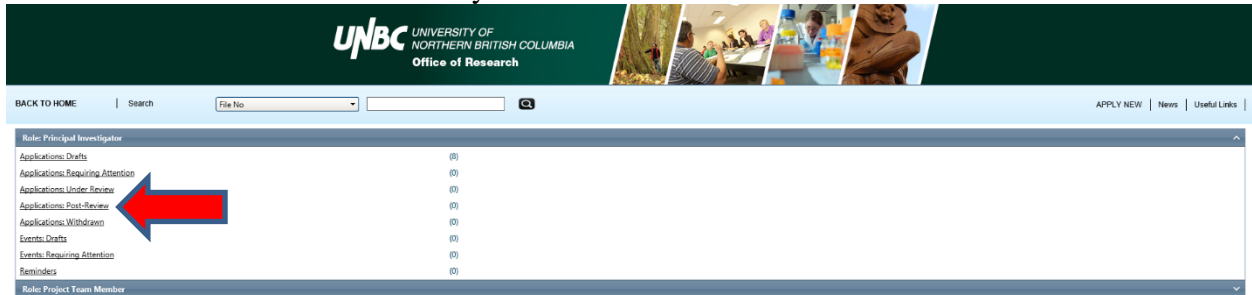 UNBC UNIVERSITY OF
NORTHERN BRITISH COLUMBIA
Office of Research
BACK TO HOME | Search File No APPLY NEW | News | Useful Links |
Role: Principal Investigator
Applications: Drafts (8)
Applications: Requiring Attention (0)
Applications: Under Review (0)
Applications: Post-Review (0)
Applications: Withdrawn (0)
Events: Drafts (0)
Events: Requiring Attention (0)
Reminders (0)
Role: Project Team Member